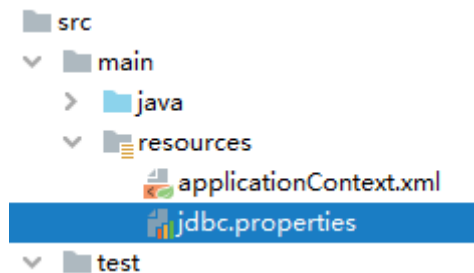 src
main
java
resources
applicationContext.xml
jdbc.properties
test